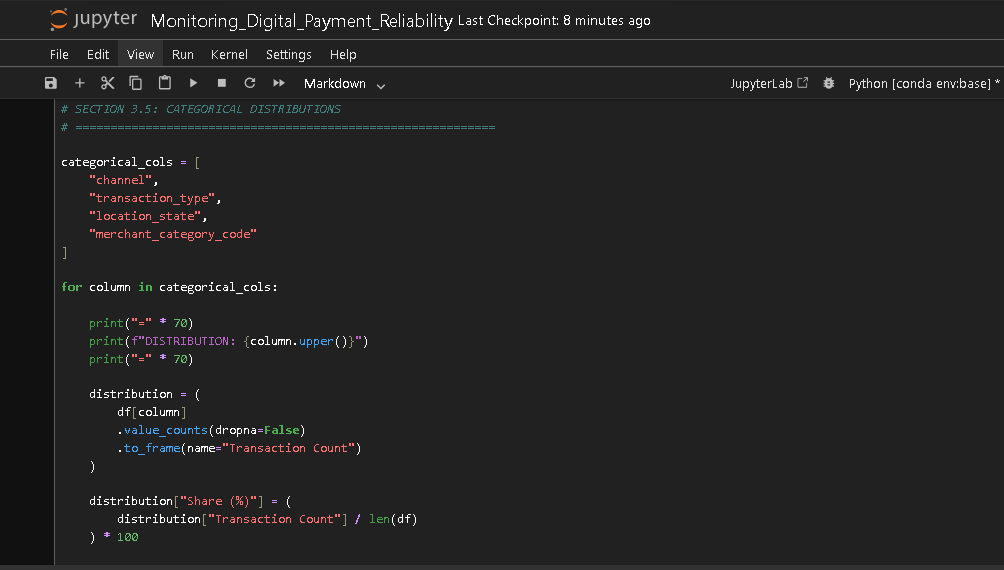 jupyter Monitoring_Digital_Payment_Reliability Last Checkpoint: 8 minutes ago
File Edit View Run Kernel Settings Help
Markdown JupyterLab Python [conda env:base] *
# SECTION 3.5: CATEGORICAL DISTRIBUTIONS
# ============================================================
categorical_cols = [
    "channel",
    "transaction_type",
    "location_state",
    "merchant_category_code"
]
for column in categorical_cols:
    print("=" * 70)
    print(f"DISTRIBUTION: {column.upper()}")
    print("=" * 70)
    distribution = (
        df[column]
        .value_counts(dropna=False)
        .to_frame(name="Transaction Count")
    )
    distribution["Share (%)"] = (
        distribution["Transaction Count"] / len(df)
    ) * 100